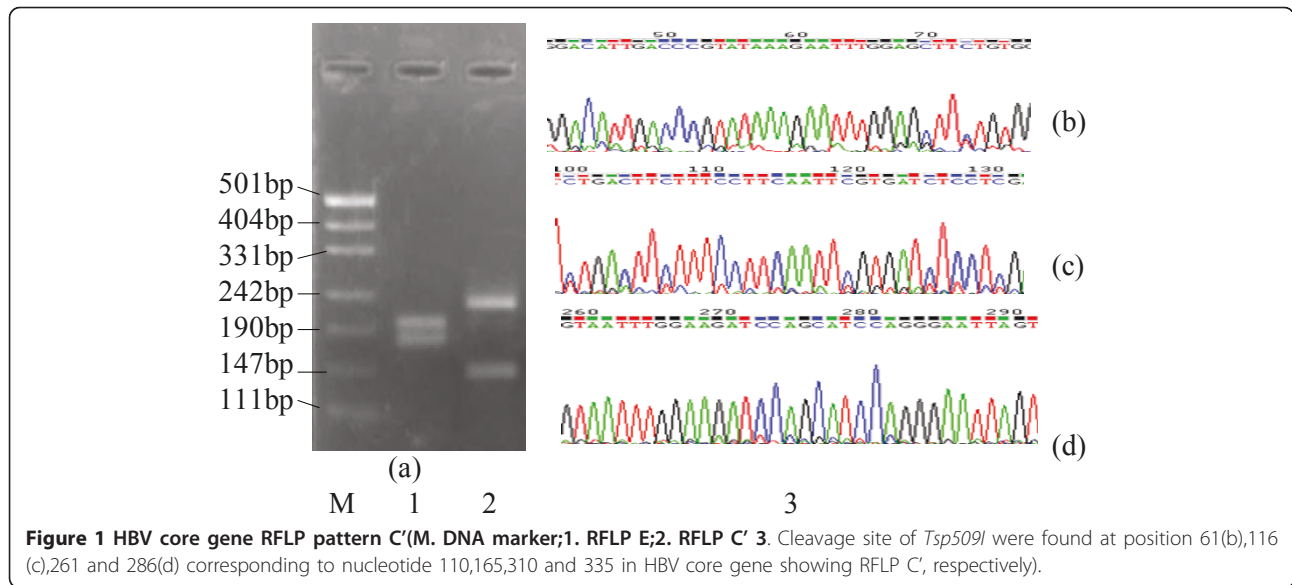 50 60 70
GGACATTGACCCGTATAAAGAATTTGGAGCTTCTGTGG
(b)
100 110 120 130
CTGACTTCTTTCCTTCAATTCGTGATCTCCTCG
(c)
260 270 280 290
GTAATTTGGAAGATCCAGCATCCAGGGAATTAGT
(d)
501bp
404bp
331bp
242bp
190bp
147bp
111bp
(a)
M 1 2 3
Figure 1 HBV core gene RFLP pattern C'(M. DNA marker;1. RFLP E;2. RFLP C' 3. Cleavage site of Tsp509I were found at position 61(b),116
(c),261 and 286(d) corresponding to nucleotide 110,165,310 and 335 in HBV core gene showing RFLP C', respectively).